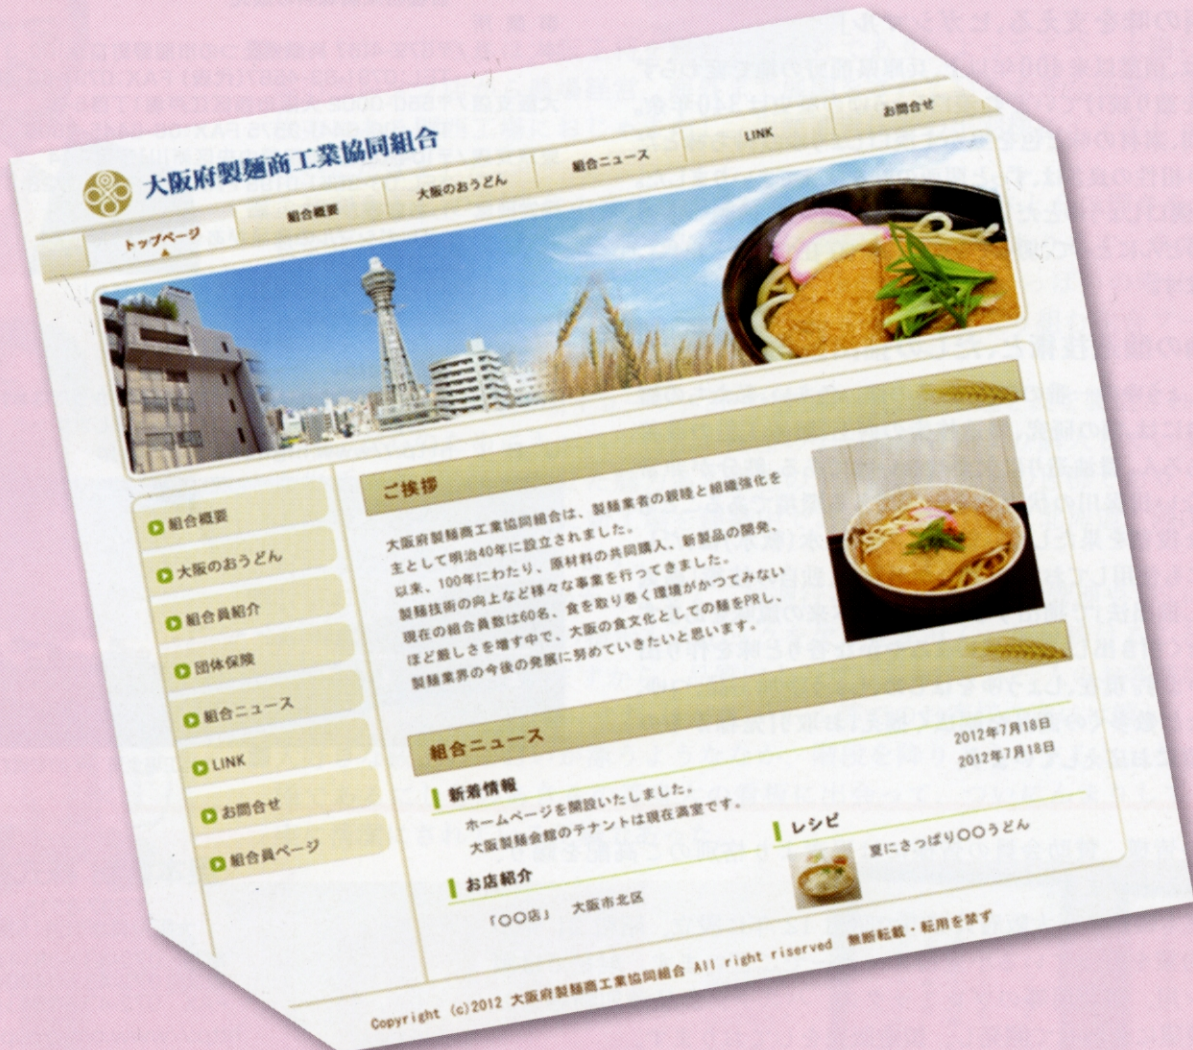 大阪府製麺商工業協同組合
トップページ
組合概要
大阪のおうどん
組合ニュース
LINK
お問合せ
組合概要
大阪のおうどん
組合員紹介
団体保険
組合ニュース
LINK
お問合せ
組合員ページ
ご挨拶
大阪府製麺商工業協同組合は、製麺業者の親睦と組織強化を
主として明治40年に設立されました。
以来、100年にわたり、原材料の共同購入、新製品の開発、
製麺技術の向上など様々な事業を行ってきました。
現在の組合員数は60名、食を取り巻く環境がかつてみない
ほど厳しさを増す中で、大阪の食文化としての麺をPRし、
製麺業界の今後の発展に努めていきたいと思います。
組合ニュース
新着情報
ホームページを開設いたしました。 2012年7月18日
大阪製麺会館のテナントは現在満室です。 2012年7月18日
お店紹介
「〇〇店」 大阪市北区
レシピ
夏にさっぱり〇〇うどん
Copyright (c)2012 大阪府製麺商工業協同組合 All right riserved 無断転載・転用を禁ず